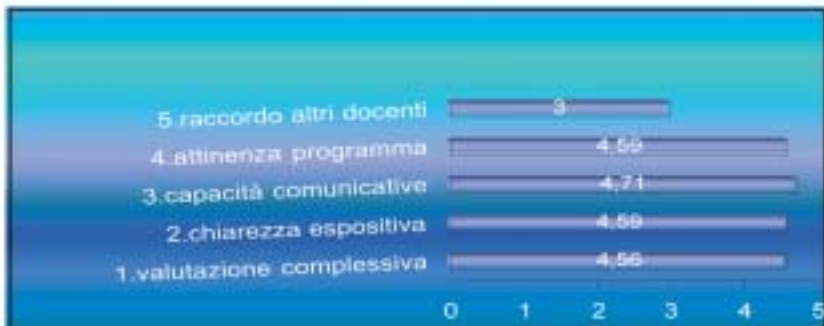 5.raccordo altri docenti 3
4.attinenza programma 4,59
3.capacità comunicative 4,71
2.chiarezza espositiva 4,59
1.valutazione complessiva 4,56
0 1 2 3 4 5